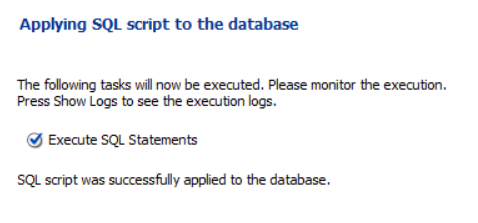 Applying SQL script to the database
The following tasks will now be executed. Please monitor the execution.
Press Show Logs to see the execution logs.
Execute SQL Statements
SQL script was successfully applied to the database.